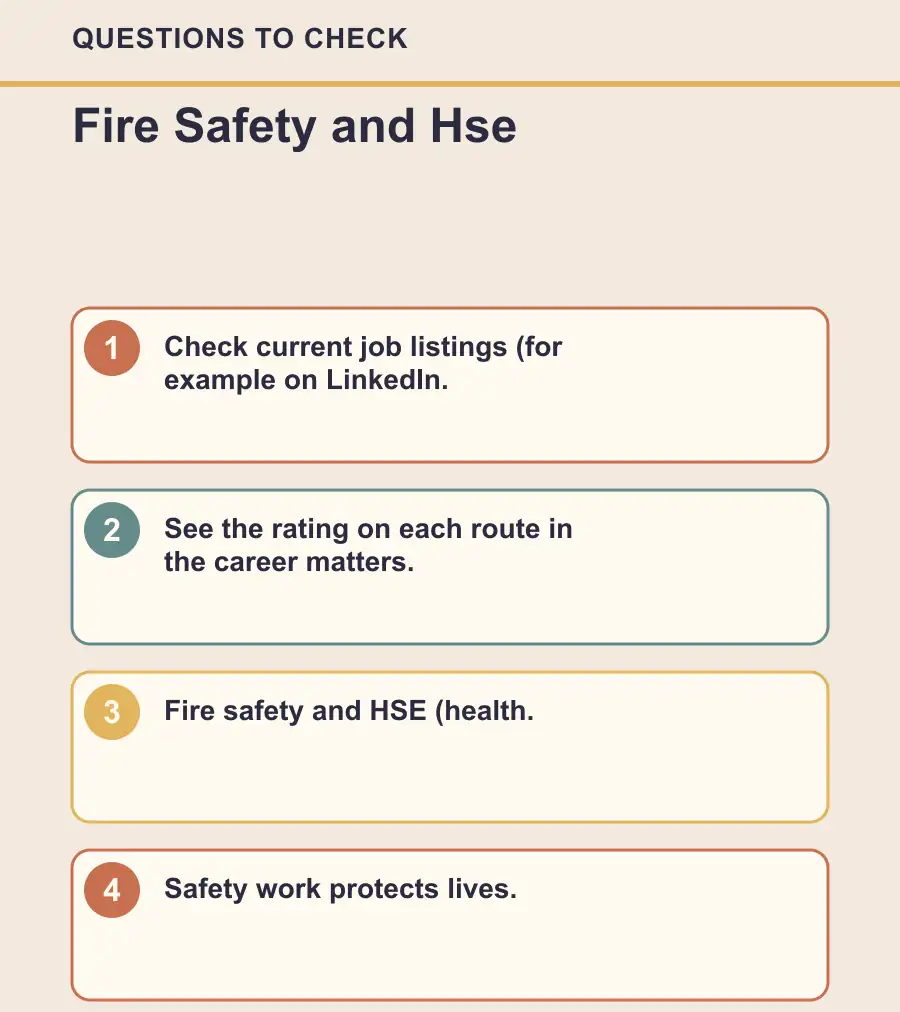 QUESTIONS TO CHECK
Fire Safety and Hse
1
Check current job listings (for
example on LinkedIn.
2
See the rating on each route in
the career matters.
3
Fire safety and HSE (health.
4
Safety work protects lives.